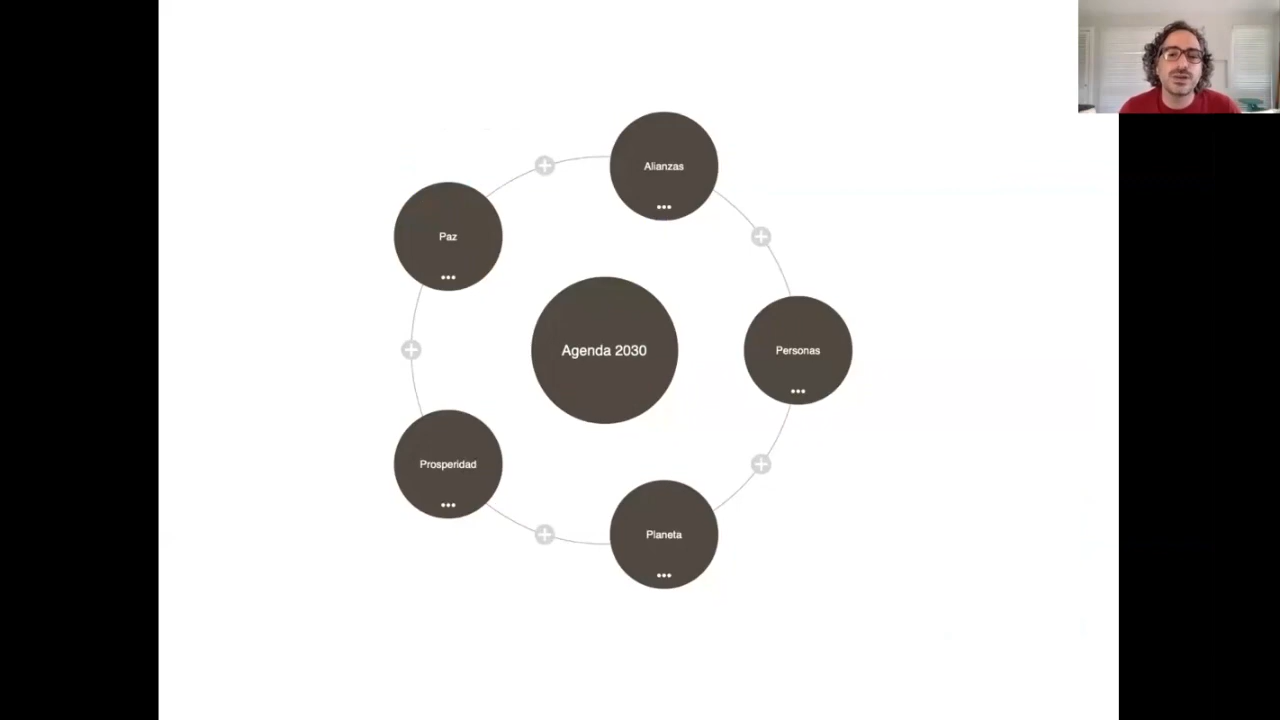 Alianzas
Paz
Agenda 2030
Personas
Prosperidad
Planeta